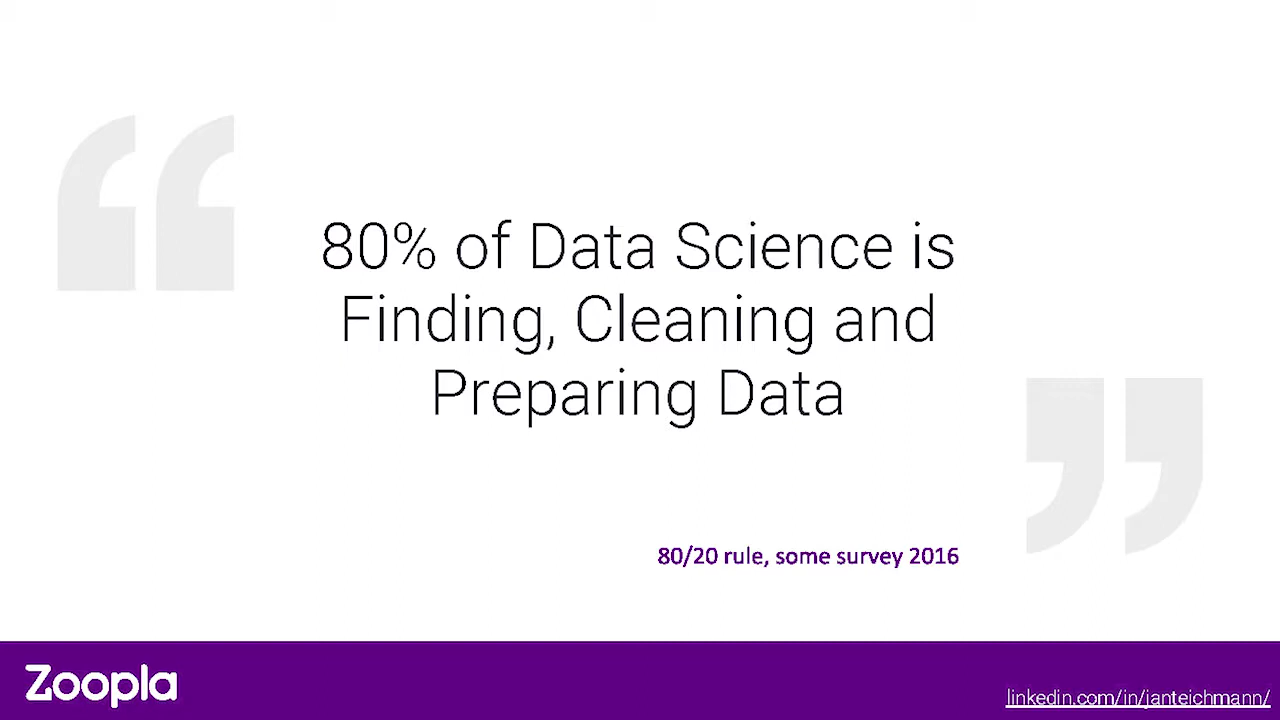 80% of Data Science is
Finding, Cleaning and
Preparing Data
80/20 rule, some survey 2016
Zoopla
linkedin.com/in/janteichmann/